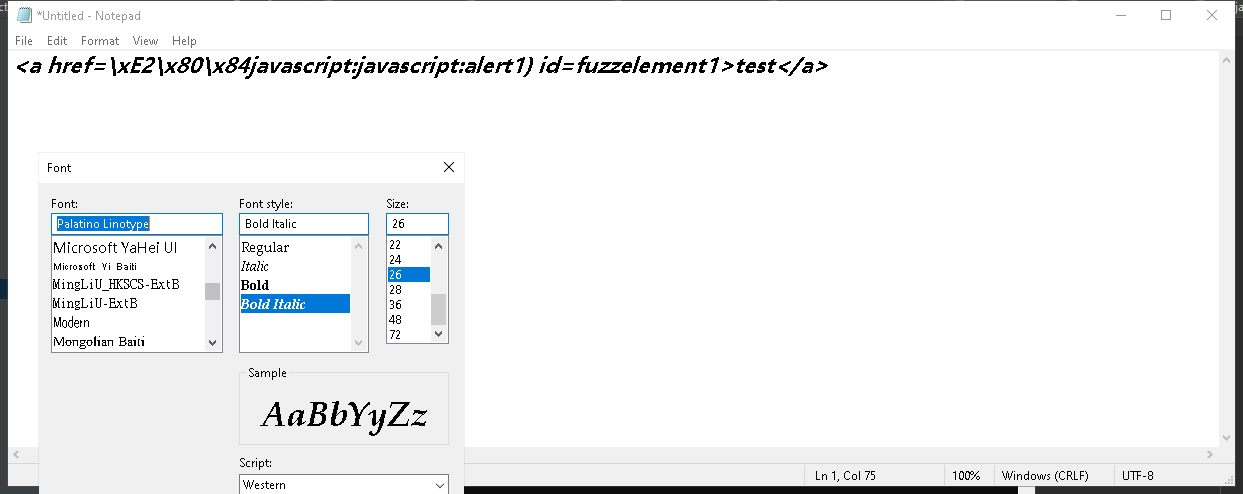 *Untitled - Notepad
File Edit Format View Help
<a href=\xE2\x80\x84javascript:javascript:alert1) id=fuzzelement1>test</a>
Font
Font: Font style: Size:
Palatino Linotype Bold Italic 26
Microsoft YaHei UI Regular 22
Microsoft Yi Baiti Italic 24
MingLiU_HKSCS-ExtB Bold 26
MingLiU-ExtB Bold Italic 28
Modern 36
Mongolian Baiti 48
72
Sample
AaBbYyZz
Script:
Western
Ln 1, Col 75 100% Windows (CRLF) UTF-8